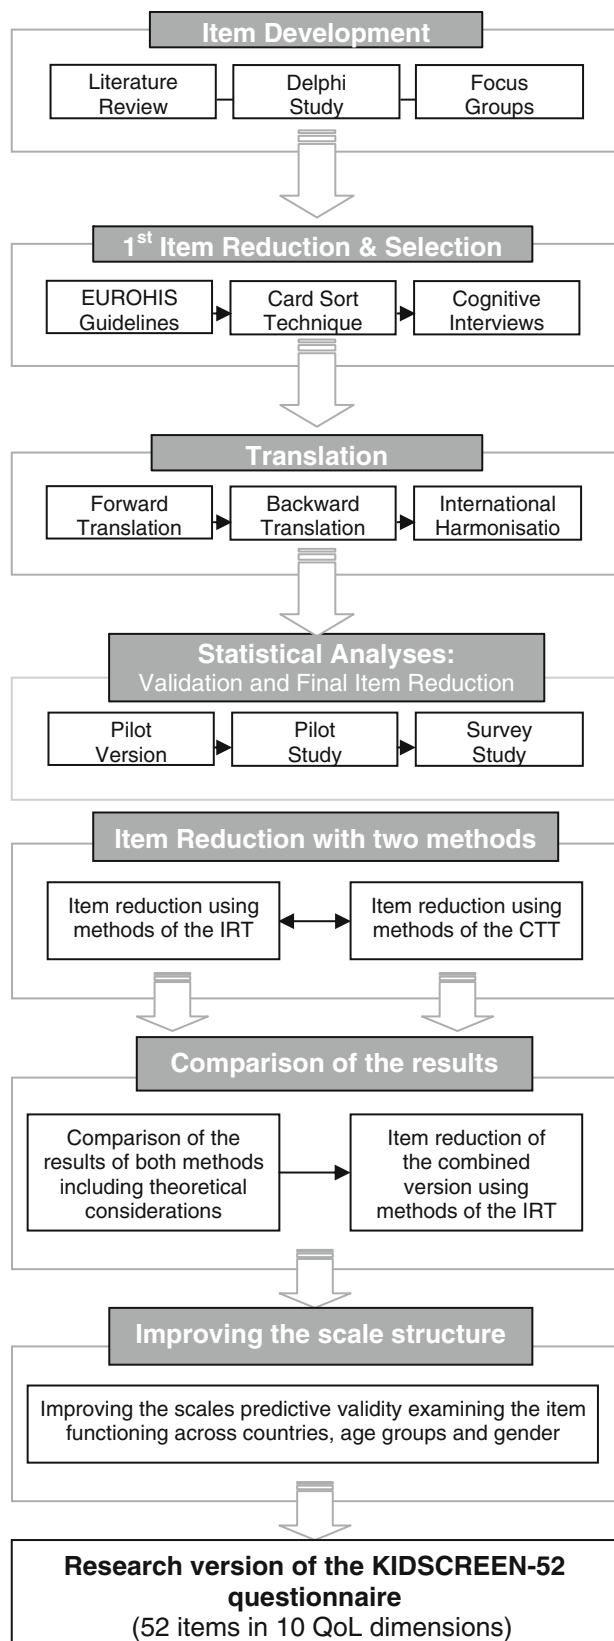 Item Development
Literature
Review
Delphi
Study
Focus
Groups
1st Item Reduction & Selection
EUROHIS
Guidelines
Card Sort
Technique
Cognitive
Interviews
Translation
Forward
Translation
Backward
Translation
International
Harmonisatio
Statistical Analyses:
Validation and Final Item Reduction
Pilot
Version
Pilot
Study
Survey
Study
Item Reduction with two methods
Item reduction using
methods of the IRT
Item reduction using
methods of the CTT
Comparison of the results
Comparison of the
results of both methods
including theoretical
considerations
Item reduction of
the combined
version using
methods of the IRT
Improving the scale structure
Improving the scales predictive validity examining the item
functioning across countries, age groups and gender
Research version of the KIDSCREEN-52
questionnaire
(52 items in 10 QoL dimensions)